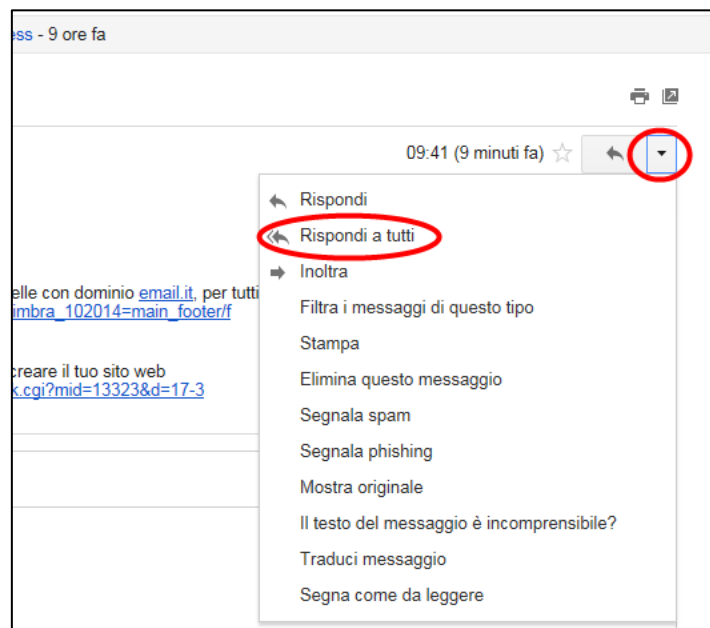 ess - 9 ore fa
09:41 (9 minuti fa)
Rispondi
Rispondi a tutti
Inoltra
elle con dominio email.it, per tutti
imbra_102014=main_footer/f
Filtra i messaggi di questo tipo
Stampa
creare il tuo sito web
k.cgi?mid=13323&d=17-3
Elimina questo messaggio
Segnala spam
Segnala phishing
Mostra originale
Il testo del messaggio è incomprensibile?
Traduci messaggio
Segna come da leggere